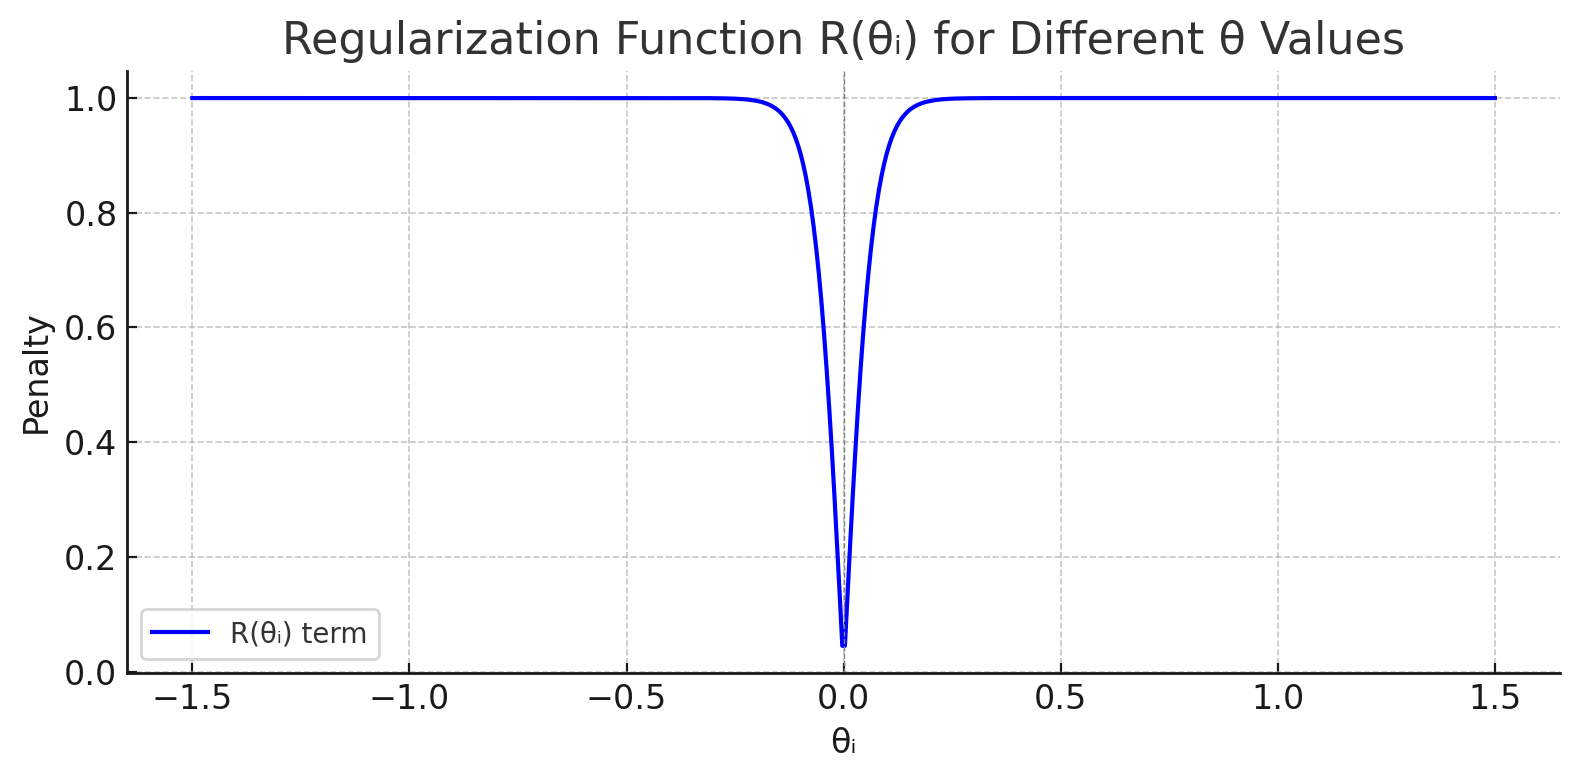 Regularization Function R(θᵢ) for Different θ Values
1.0
0.8
0.6
0.4
0.2
0.0
Penalty
R(θᵢ) term
−1.5 −1.0 −0.5 0.0 0.5 1.0 1.5
θᵢ